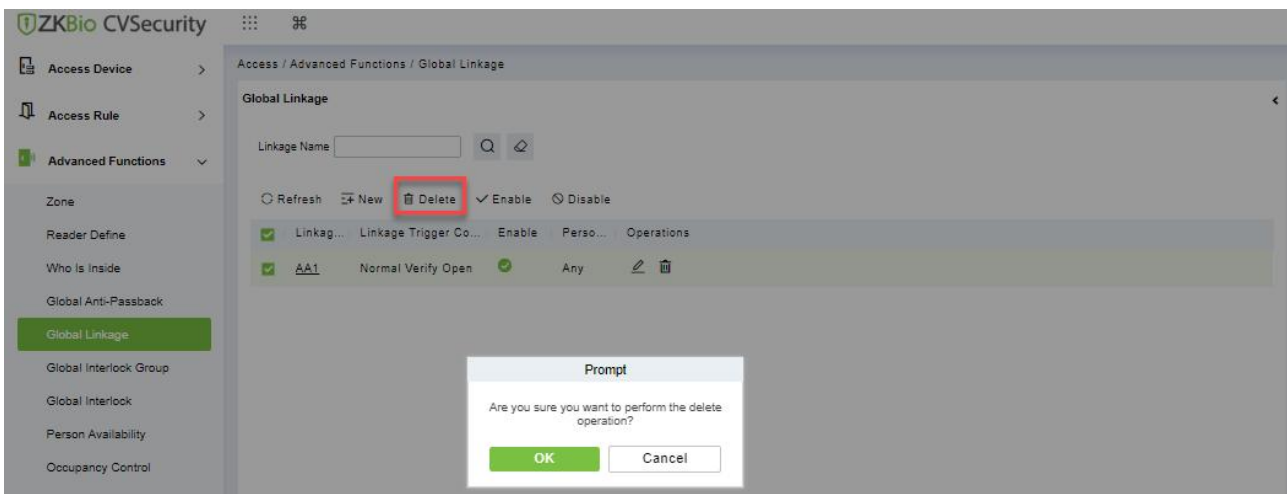 ZKBio CVSecurity
Access Device
Access Rule
Advanced Functions
Zone
Reader Define
Who Is Inside
Global Anti-Passback
Global Linkage
Global Interlock Group
Global Interlock
Person Availability
Occupancy Control
Access / Advanced Functions / Global Linkage
Global Linkage
Linkage Name
Refresh New Delete Enable Disable
Linkag... Linkage Trigger Co... Enable Perso... Operations
AA1 Normal Verify Open Any
Prompt
Are you sure you want to perform the delete
operation?
OK Cancel